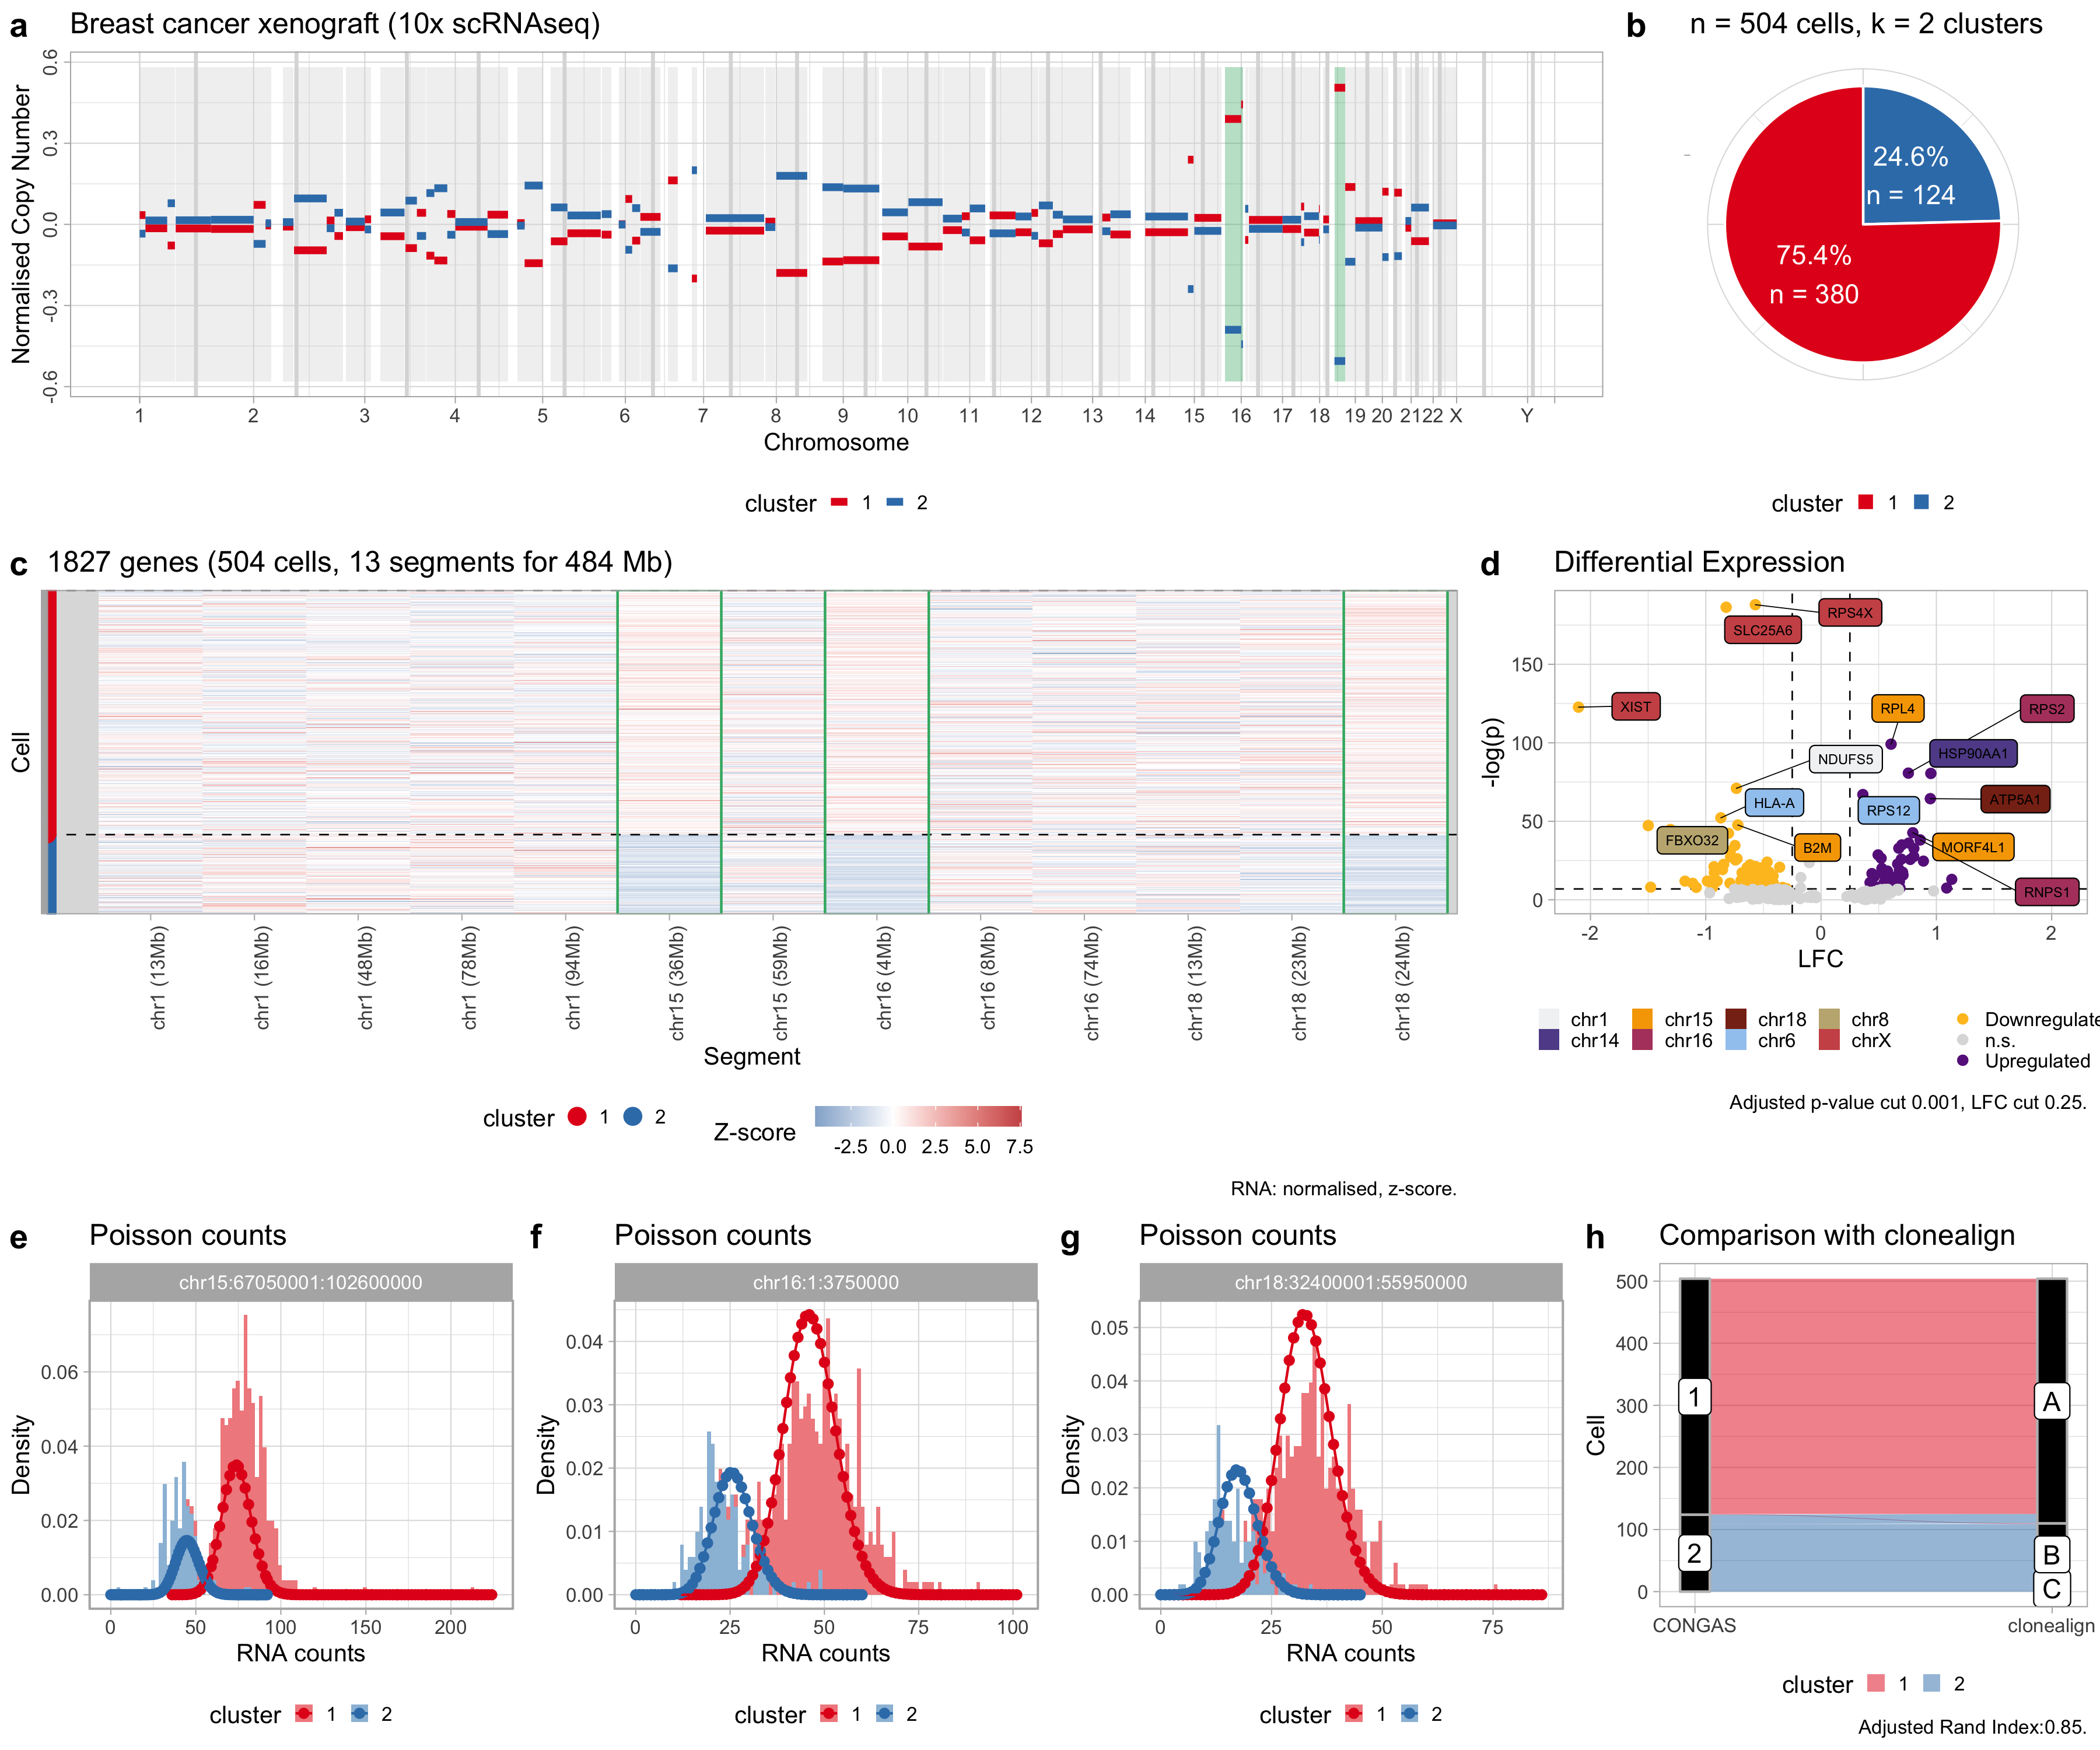 a Breast cancer xenograft (10x scRNAseq)
Normalised Copy Number
0.6
0.3
0.0
-0.3
-0.6
1 2 3 4 5 6 7 8 9 10 11 12 13 14 15 16 17 18 19 20 21 22 X Y
Chromosome
cluster 1 2
b n = 504 cells, k = 2 clusters
24.6%
n = 124
75.4%
n = 380
cluster 1 2
c 1827 genes (504 cells, 13 segments for 484 Mb)
Cell
chr1 (13Mb)
chr1 (16Mb)
chr1 (48Mb)
chr1 (78Mb)
chr1 (94Mb)
chr15 (36Mb)
chr15 (59Mb)
chr16 (4Mb)
chr16 (8Mb)
chr16 (74Mb)
chr18 (13Mb)
chr18 (23Mb)
chr18 (24Mb)
Segment
cluster 1 2
Z-score
-2.5 0.0 2.5 5.0 7.5
RNA: normalised, z-score.
d Differential Expression
-log(p)
150
100
50
0
RPS4X
SLC25A6
XIST
RPL4
RPS2
HSP90AA1
NDUFS5
HLA-A
RPS12
ATP5A1
FBXO32
B2M
MORF4L1
RNPS1
-2 -1 0 1 2
LFC
chr1 chr15 chr18 chr8
chr14 chr16 chr6 chrX
Downregulate
n.s.
Upregulated
Adjusted p-value cut 0.001, LFC cut 0.25.
e Poisson counts
chr15:67050001:102600000
Density
0.06
0.04
0.02
0.00
0 50 100 150 200
RNA counts
cluster 1 2
f Poisson counts
chr16:1:3750000
Density
0.04
0.03
0.02
0.01
0.00
0 25 50 75 100
RNA counts
cluster 1 2
g Poisson counts
chr18:32400001:55950000
Density
0.05
0.04
0.03
0.02
0.01
0.00
0 25 50 75
RNA counts
cluster 1 2
h Comparison with clonealign
Cell
500
400
300
200
100
0
1
2
A
B
C
CONGAS clonealign
cluster 1 2
Adjusted Rand Index:0.85.